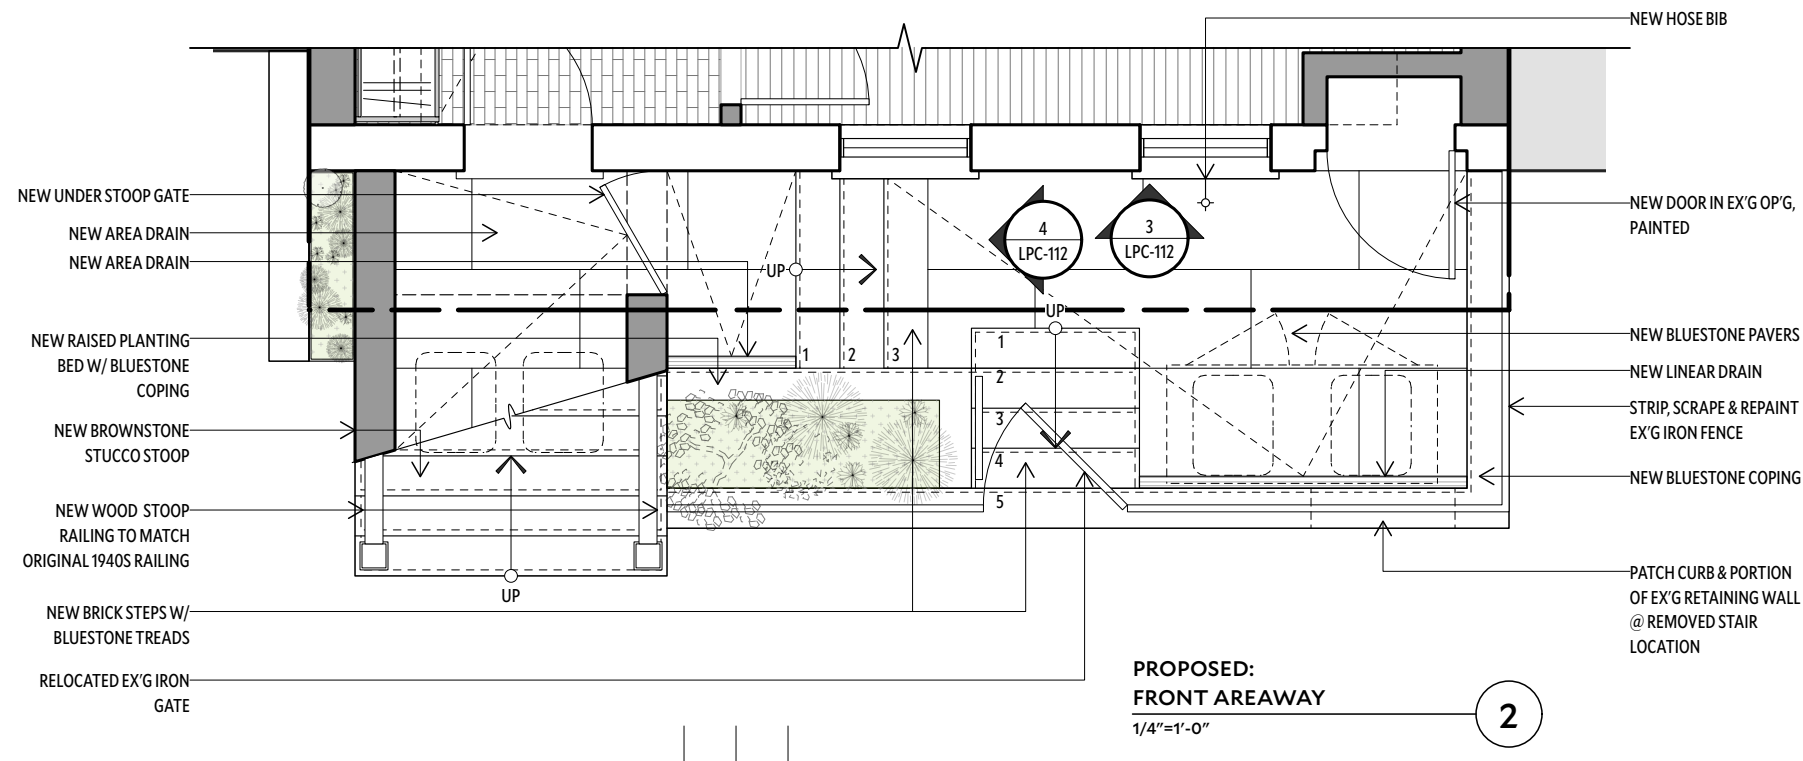 NEW HOSE BIB
NEW UNDER STOOP GATE
NEW AREA DRAIN
NEW AREA DRAIN
NEW RAISED PLANTING
BED W/ BLUESTONE
COPING
NEW BROWNSTONE
STUCCO STOOP
NEW WOOD STOOP
RAILING TO MATCH
ORIGINAL 1940S RAILING
NEW BRICK STEPS W/
BLUESTONE TREADS
RELOCATED EX'G IRON
GATE
UP
1 2 3
4
LPC-112
3
LPC-112
UP
1
2
3
4
5
UP
NEW DOOR IN EX'G OP'G,
PAINTED
NEW BLUESTONE PAVERS
NEW LINEAR DRAIN
STRIP, SCRAPE & REPAINT
EX'G IRON FENCE
NEW BLUESTONE COPING
PATCH CURB & PORTION
OF EX'G RETAINING WALL
@ REMOVED STAIR
LOCATION
PROPOSED:
FRONT AREAWAY
1/4"=1'-0"
2